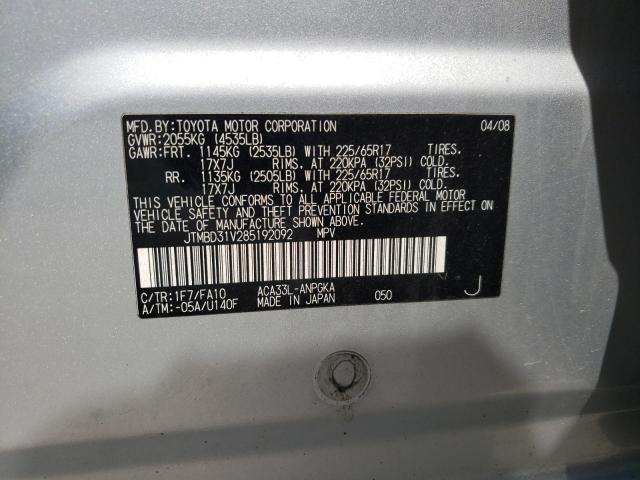 MFD.BY:TOYOTA MOTOR CORPORATION 04/08
GVWR:2055KG (4535LB)
GAWR:FRT. 1145KG (2535LB) WITH 225/65R17 TIRES.
17X7J RIMS. AT 220KPA (32PSI) COLD.
RR. 1135KG (2505LB) WITH 225/65R17 TIRES.
17X7J RIMS. AT 220KPA (32PSI) COLD.
THIS VEHICLE CONFORMS TO ALL APPLICABLE FEDERAL MOTOR
VEHICLE SAFETY AND THEFT PREVENTION STANDARDS IN EFFECT
ON THE DATE OF MANUFACTURE SHOWN ABOVE.
JTMBD31V285192092 MPV
C/TR:1F7/FA10 ACA33L-ANPGKA
A/TM:-05A/U140F MADE IN JAPAN 050 J